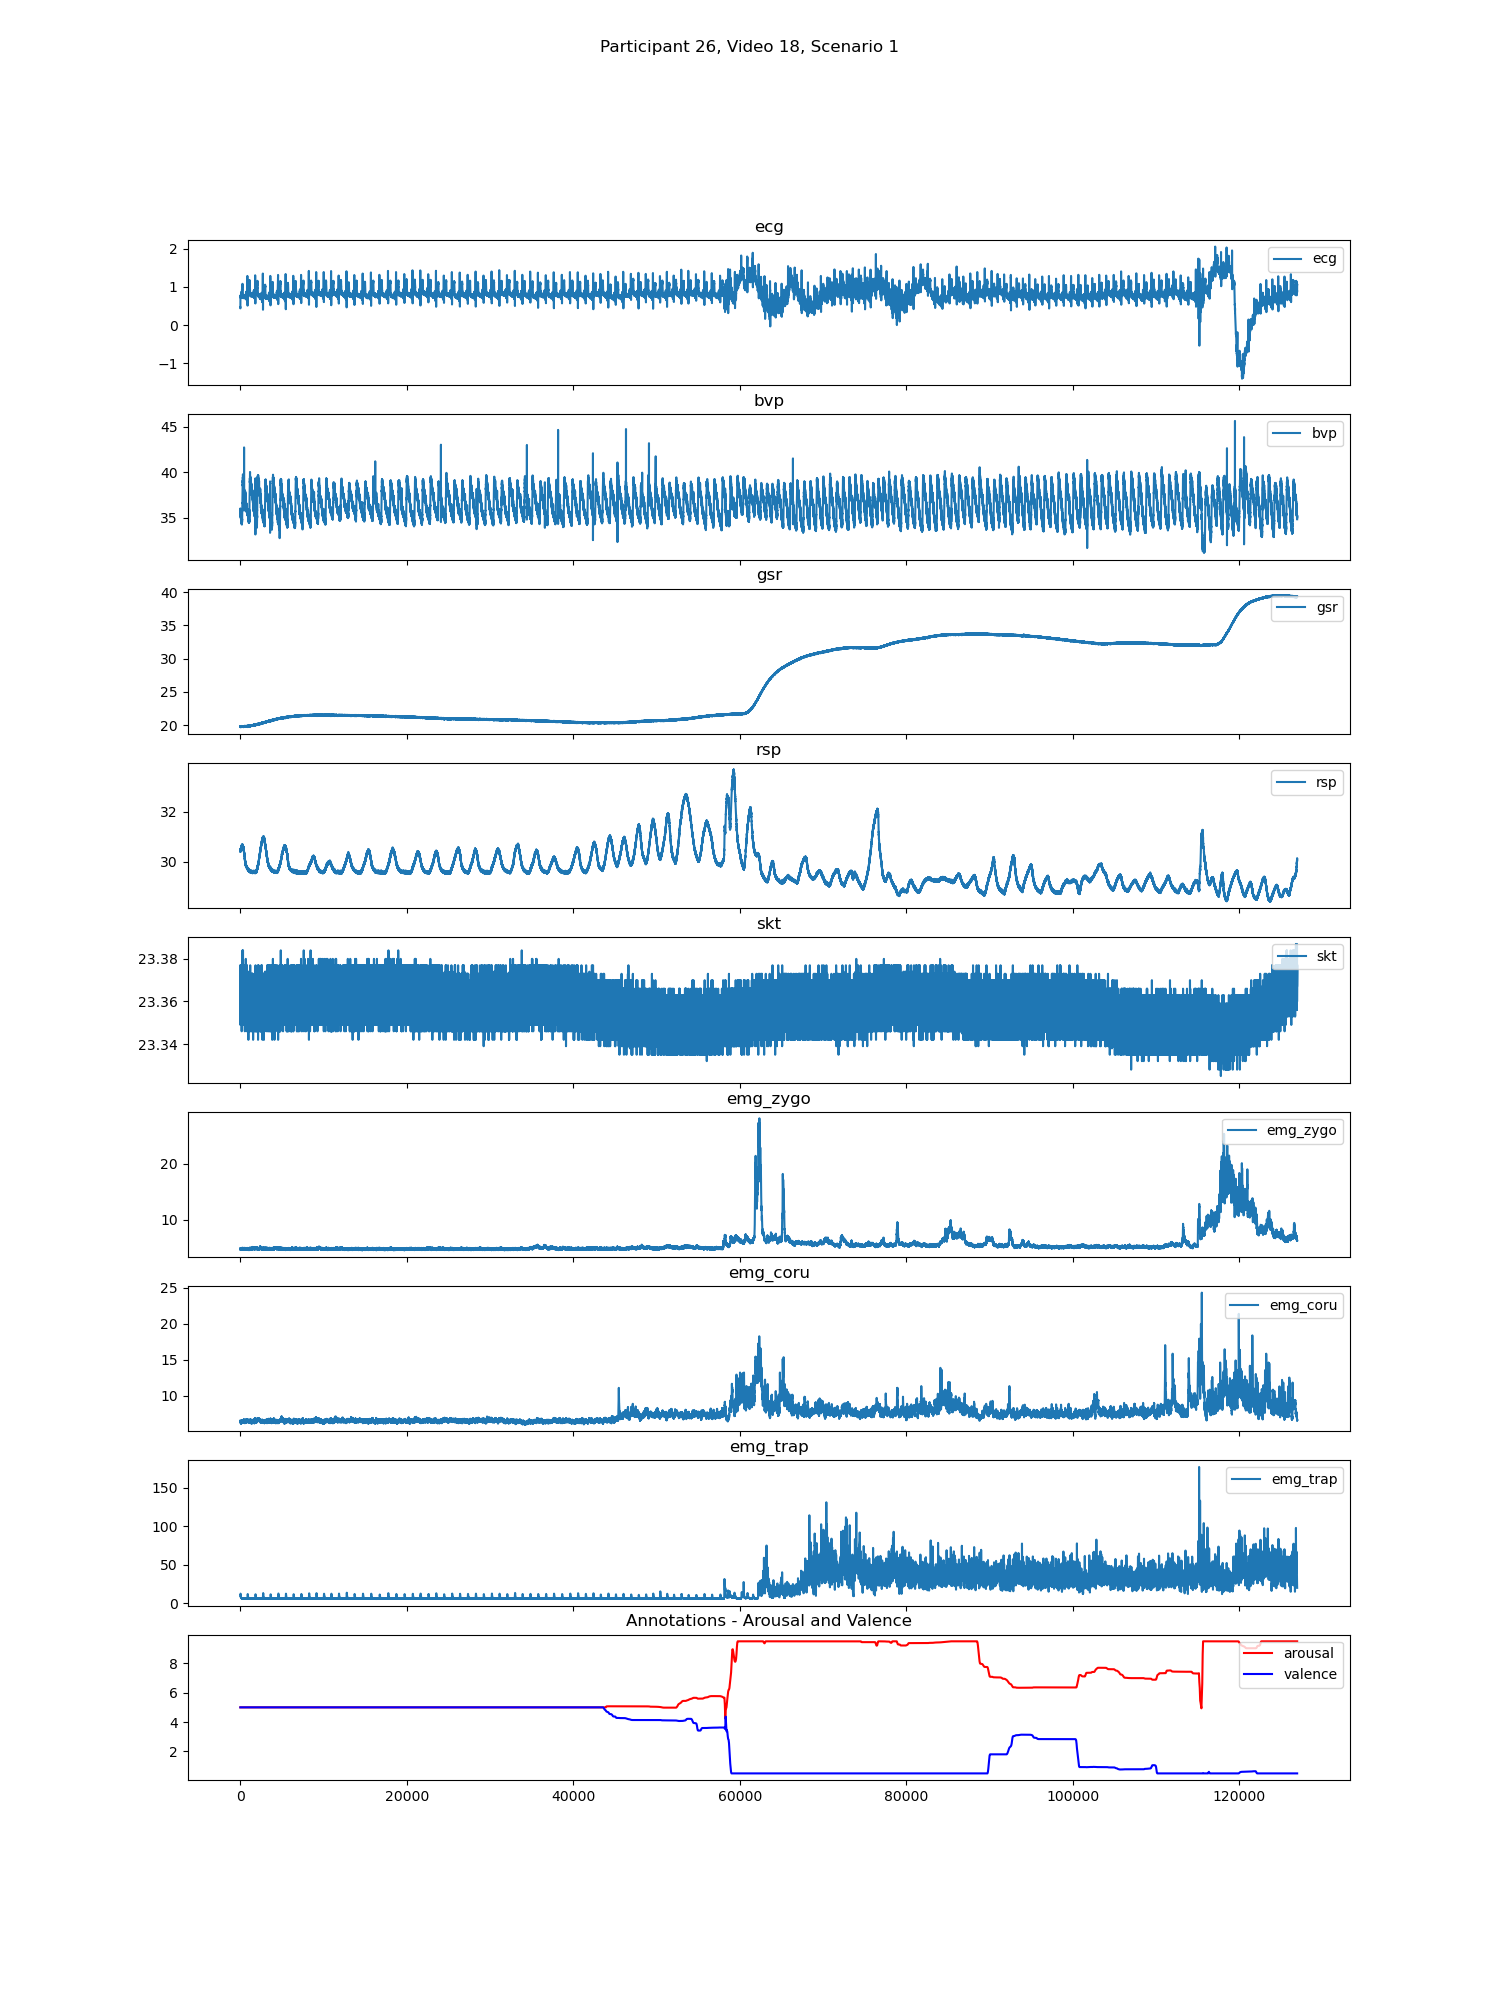 Participant 26, Video 18, Scenario 1
ecg
2
1
0
−1
ecg
bvp
45
40
35
bvp
gsr
40
35
30
25
20
gsr
rsp
32
30
rsp
skt
23.38
23.36
23.34
skt
emg_zygo
20
10
emg_zygo
emg_coru
25
20
15
10
emg_coru
emg_trap
150
100
50
0
emg_trap
Annotations - Arousal and Valence
8
6
4
2
arousal
valence
0 20000 40000 60000 80000 100000 120000